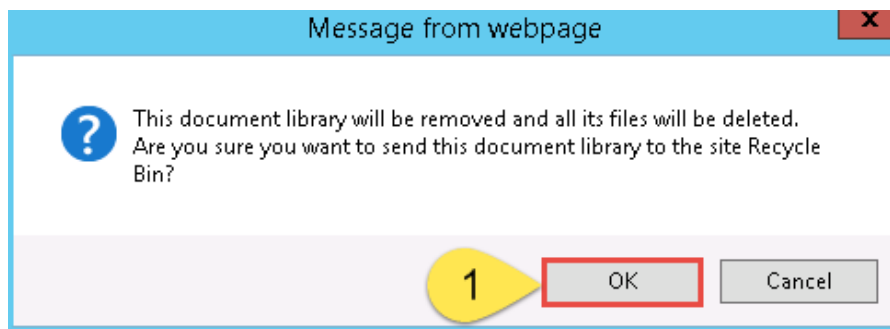 Message from webpage
x
?
This document library will be removed and all its files will be deleted.
Are you sure you want to send this document library to the site Recycle
Bin?
1
OK
Cancel